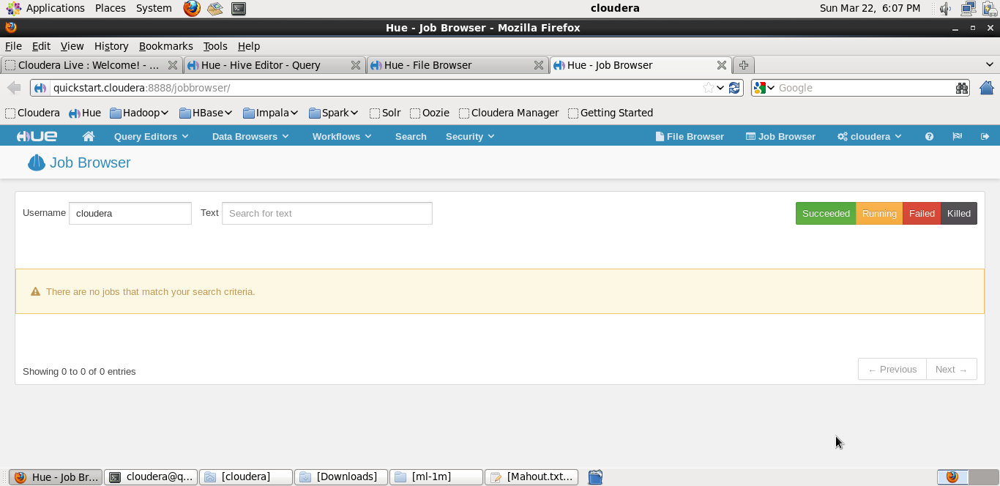 Applications Places System cloudera Sun Mar 22, 6:07 PM
Hue - Job Browser - Mozilla Firefox
File Edit View History Bookmarks Tools Help
Cloudera Live : Welcome! - ... Hue - Hive Editor - Query Hue - File Browser Hue - Job Browser
quickstart.cloudera:8888/jobbrowser/ Google
Cloudera Hue Hadoop HBase Impala Spark Solr Oozie Cloudera Manager Getting Started
HUE Query Editors Data Browsers Workflows Search Security File Browser Job Browser cloudera
Job Browser
Username cloudera Text Search for text Succeeded Running Failed Killed
There are no jobs that match your search criteria.
Showing 0 to 0 of 0 entries ← Previous Next →
Hue - Job Br... cloudera@q... [cloudera] [Downloads] [ml-1m] [Mahout.txt...